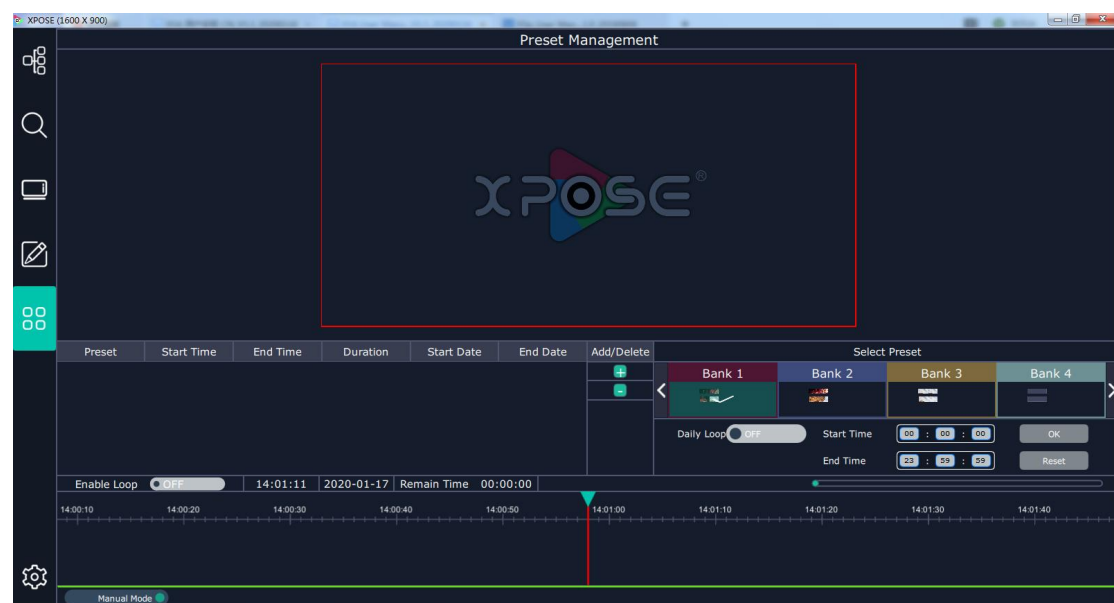 XPOSE (1600 X 900)
Preset Management
XPOSE®
Preset Start Time End Time Duration Start Date End Date Add/Delete Select Preset
+
-
Bank 1 Bank 2 Bank 3 Bank 4
Daily Loop OFF Start Time 00 : 00 : 00 OK
End Time 23 : 59 : 59 Reset
Enable Loop OFF 14:01:11 2020-01-17 Remain Time 00:00:00
14:00:10 14:00:20 14:00:30 14:00:40 14:00:50 14:01:00 14:01:10 14:01:20 14:01:30 14:01:40
Manual Mode